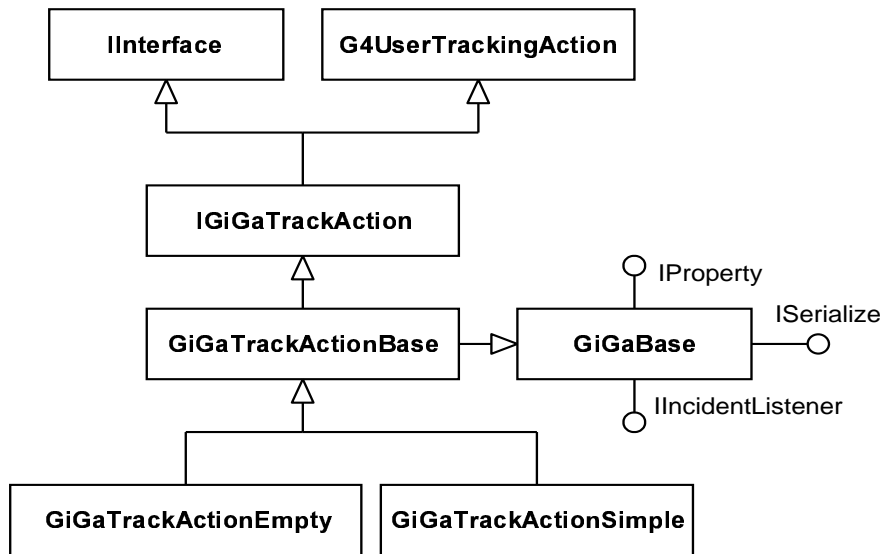 IInterface
G4UserTrackingAction
IGiGaTrackAction
IProperty
ISerialize
GiGaTrackActionBase
GiGaBase
IIncidentListener
GiGaTrackActionEmpty
GiGaTrackActionSimple